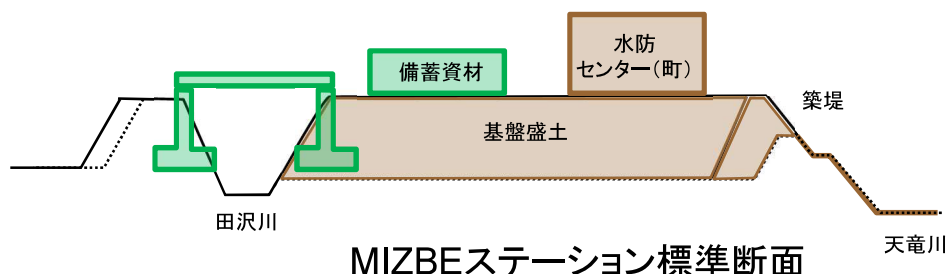 水防
センター（町）
備蓄資材
築堤
基盤盛土
田沢川
天竜川
MIZBEステーション標準断面